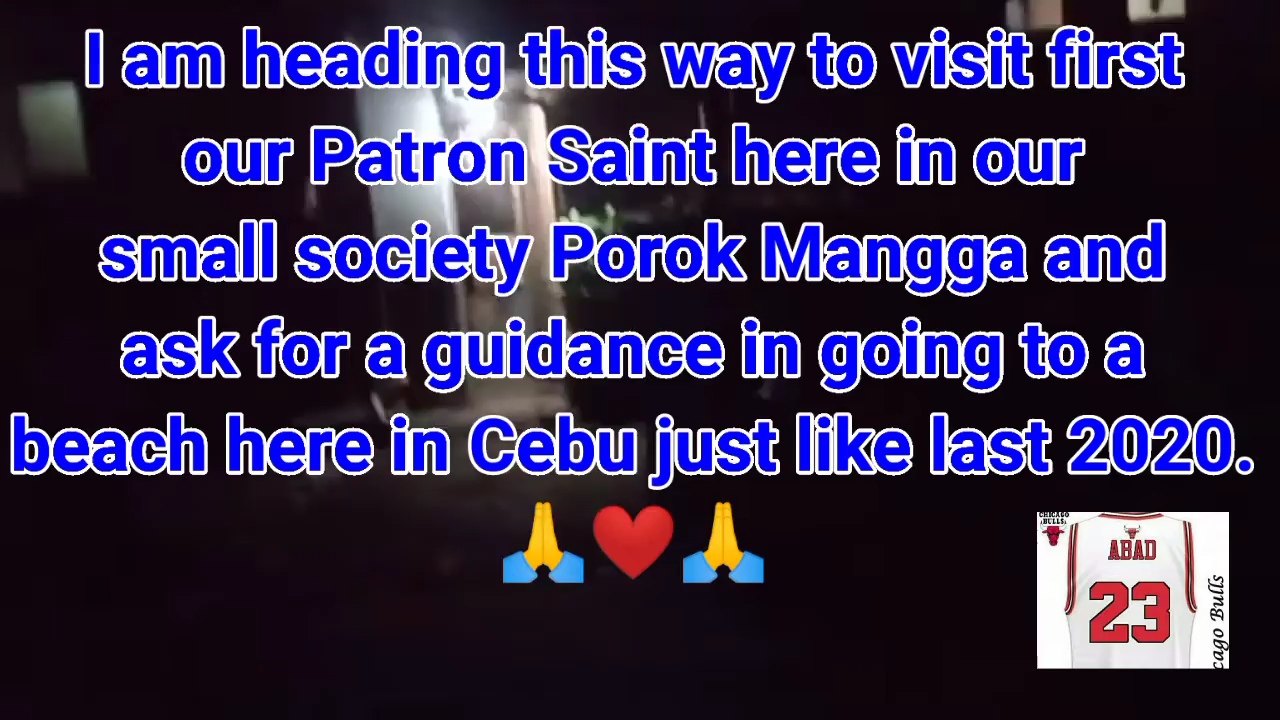 I am heading this way to visit first
our Patron Saint here in our
small society Porok Mangga and
ask for a guidance in going to a
beach here in Cebu just like last 2020.
🙏❤️🙏
CHICAGO
BULLS
ABAD
23
cago Bulls